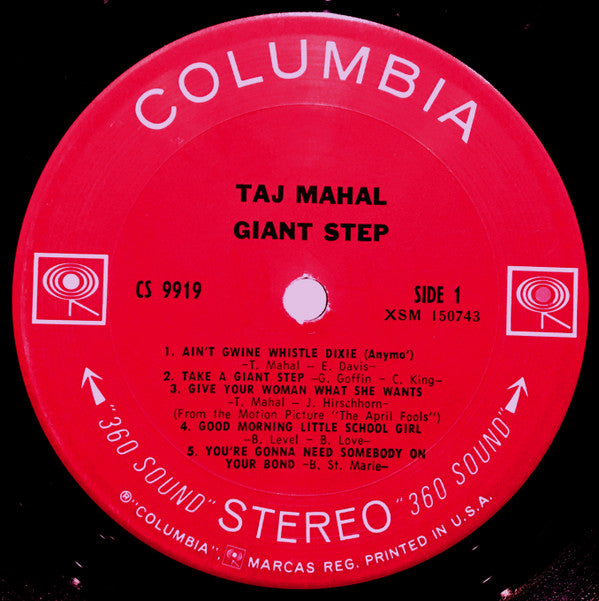 COLUMBIA
TAJ MAHAL
GIANT STEP
CS 9919
SIDE 1
XSM 150743
1. AIN'T GWINE WHISTLE DIXIE (Anymo')
-T. Mahal - E. Davis-
2. TAKE A GIANT STEP -G. Goffin - C. King-
3. GIVE YOUR WOMAN WHAT SHE WANTS
-T. Mahal - J. Hirschhorn-
(From the Motion Picture "The April Fools")
4. GOOD MORNING LITTLE SCHOOL GIRL
-B. Level - B. Love-
5. YOU'RE GONNA NEED SOMEBODY ON
YOUR BOND -B. St. Marie-
"360 SOUND" STEREO "360 SOUND"
® "COLUMBIA", MARCAS REG. PRINTED IN U.S.A.